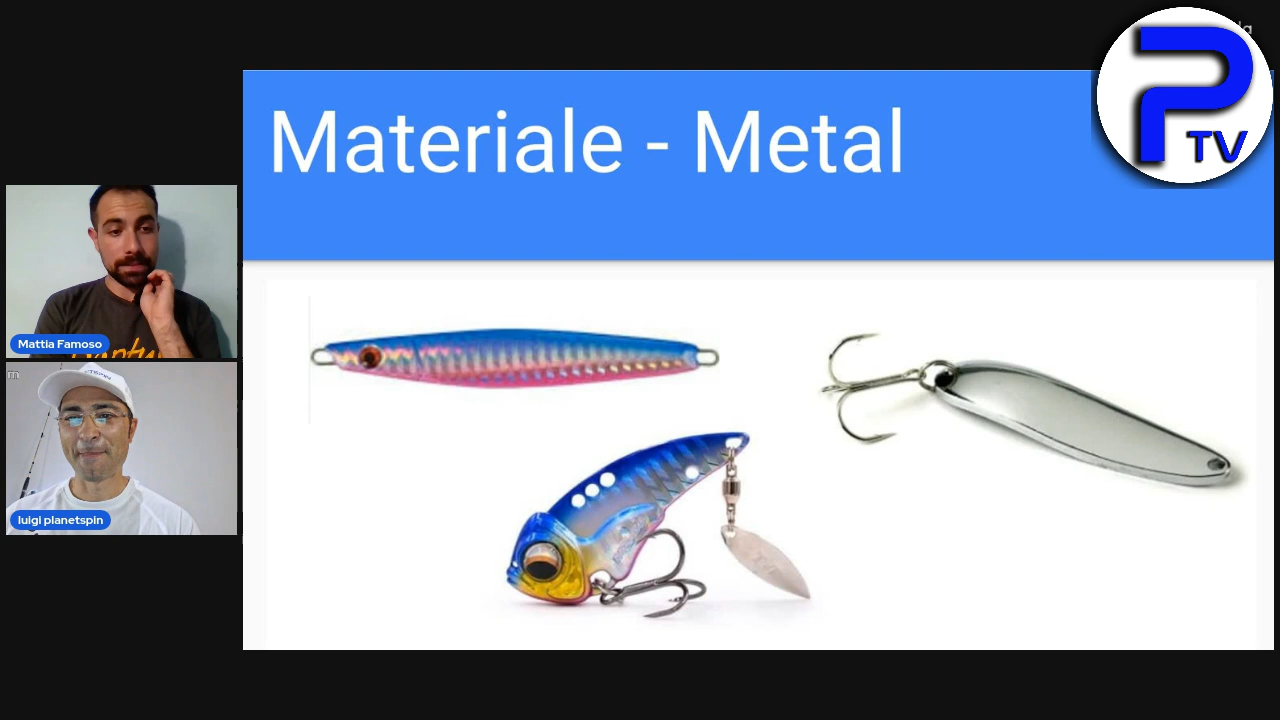 Materiale - Metal
P
TV
Mattia Famoso
luigi planetspin